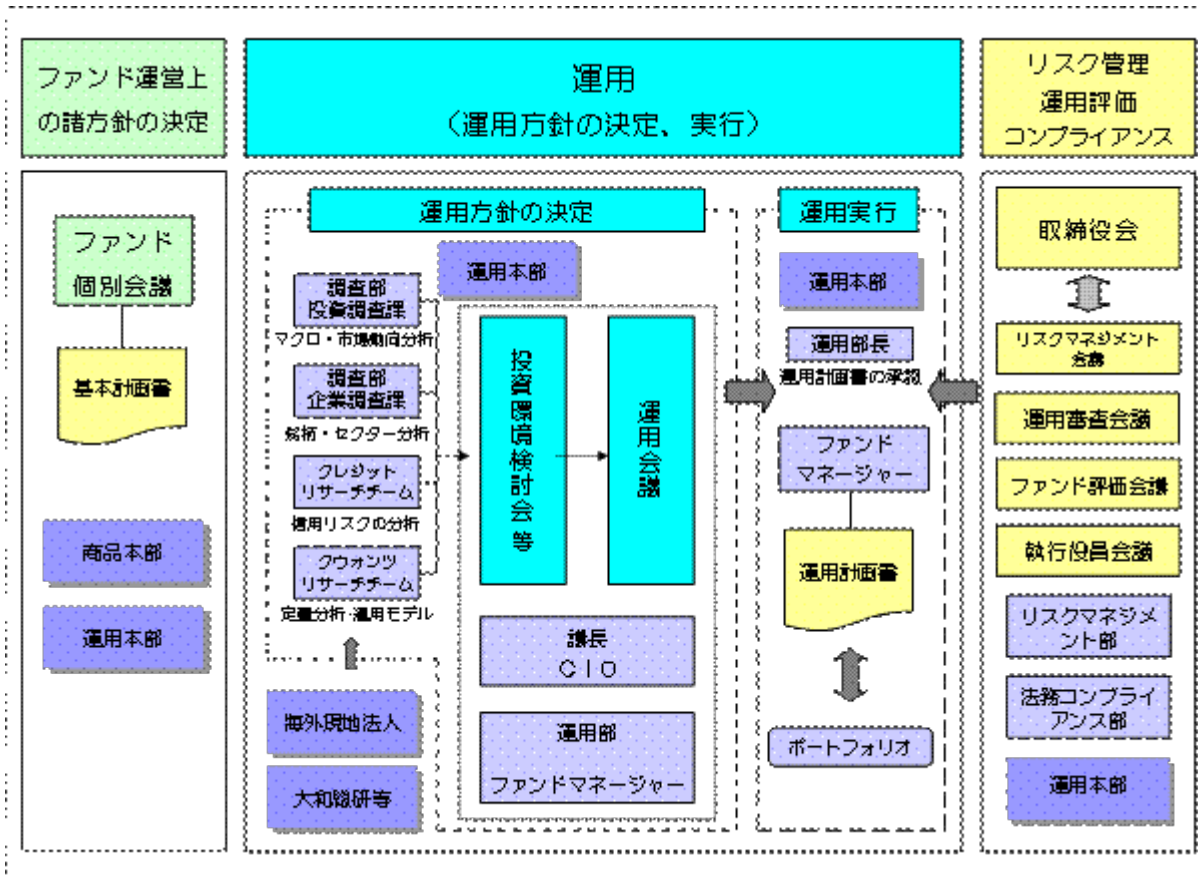 ファンド運営上
の諸方針の決定
運用
（運用方針の決定、実行）
リスク管理
運用評価
コンプライアンス
ファンド
個別会議
基本計画書
商品本部
運用本部
運用方針の決定
運用本部
調査部
投資調査課
マクロ・市場動向分析
調査部
企業調査課
銘柄・セクター分析
クレジット
リサーチチーム
信用リスクの分析
クウォンツ
リサーチチーム
定量分析・運用モデル
海外現地法人
大和総研等
投資環境検討会等
運用会議
議長
ＣＩＯ
運用部
ファンドマネージャー
運用実行
運用本部
運用部長
運用計画書の承認
ファンド
マネージャー
運用計画書
ポートフォリオ
取締役会
リスクマネジメント
会議
運用審査会議
ファンド評価会議
執行役員会議
リスクマネジメ
ント部
法務コンプライ
アンス部
運用本部